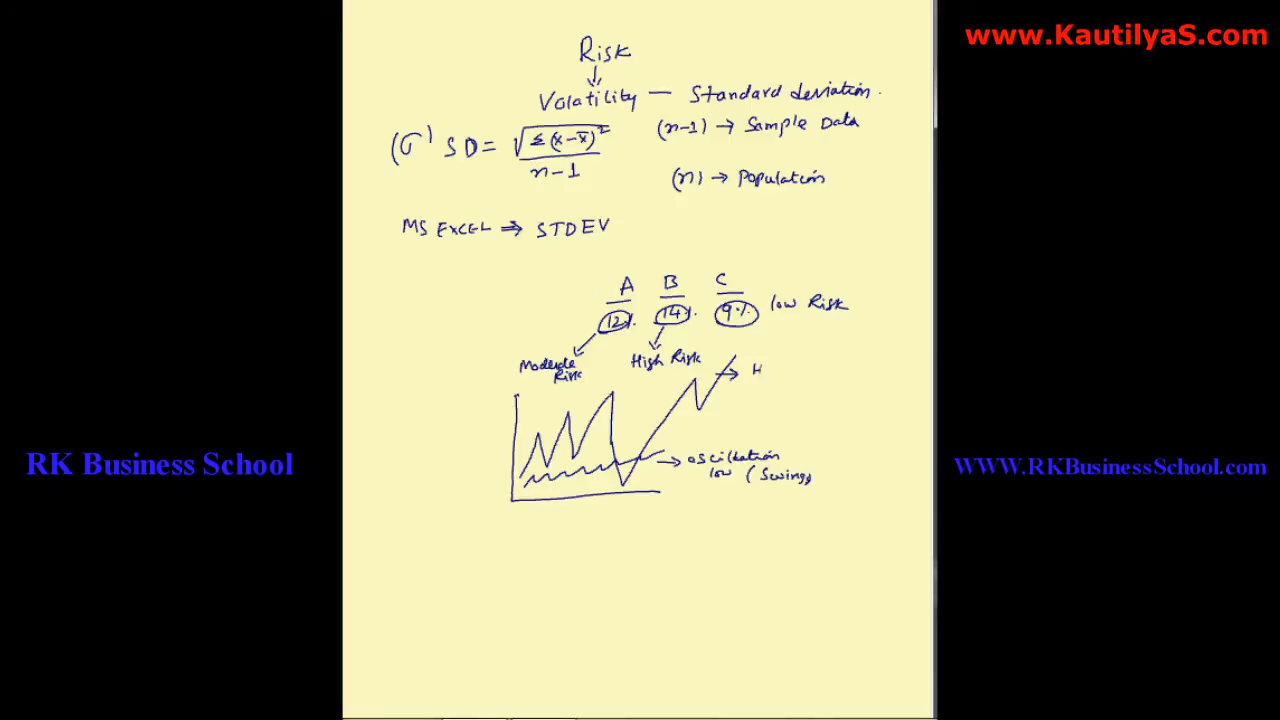 www.KautilyaS.com
Risk
Volatility — Standard deviation.
(σ) SD = √Σ(x-x̄)² / n-1
(n-1) → Sample Data
(n) → Population
MS EXCEL ⇒ STDEV
A B C
12%. 14%. 9%. low Risk
Moderate Risk
High Risk
→ H
→ oscillation
low (Swings
RK Business School
WWW.RKBusinessSchool.com